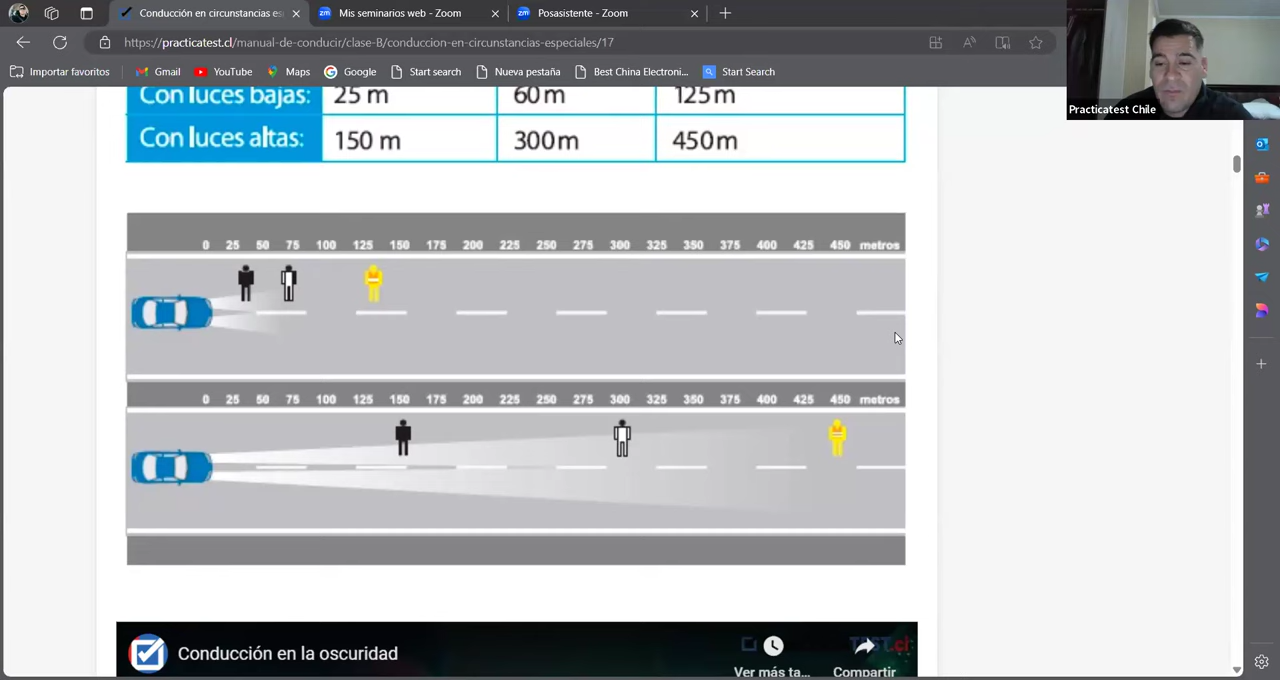 Conducción en circunstancias es
Mis seminarios web - Zoom
Posasistente - Zoom
https://practicatest.cl/manual-de-conducir/clase-B/conduccion-en-circunstancias-especiales/17
Importar favoritos
Gmail
YouTube
Maps
Google
Start search
Nueva pestaña
Best China Electroni...
Start Search
Practicatest Chile
Con luces bajas: 25 m 60 m 125 m
Con luces altas: 150 m 300 m 450 m
0 25 50 75 100 125 150 175 200 225 250 275 300 325 350 375 400 425 450 metros
0 25 50 75 100 125 150 175 200 225 250 275 300 325 350 375 400 425 450 metros
Conducción en la oscuridad
Ver más ta...
Compartir
TEST.cl